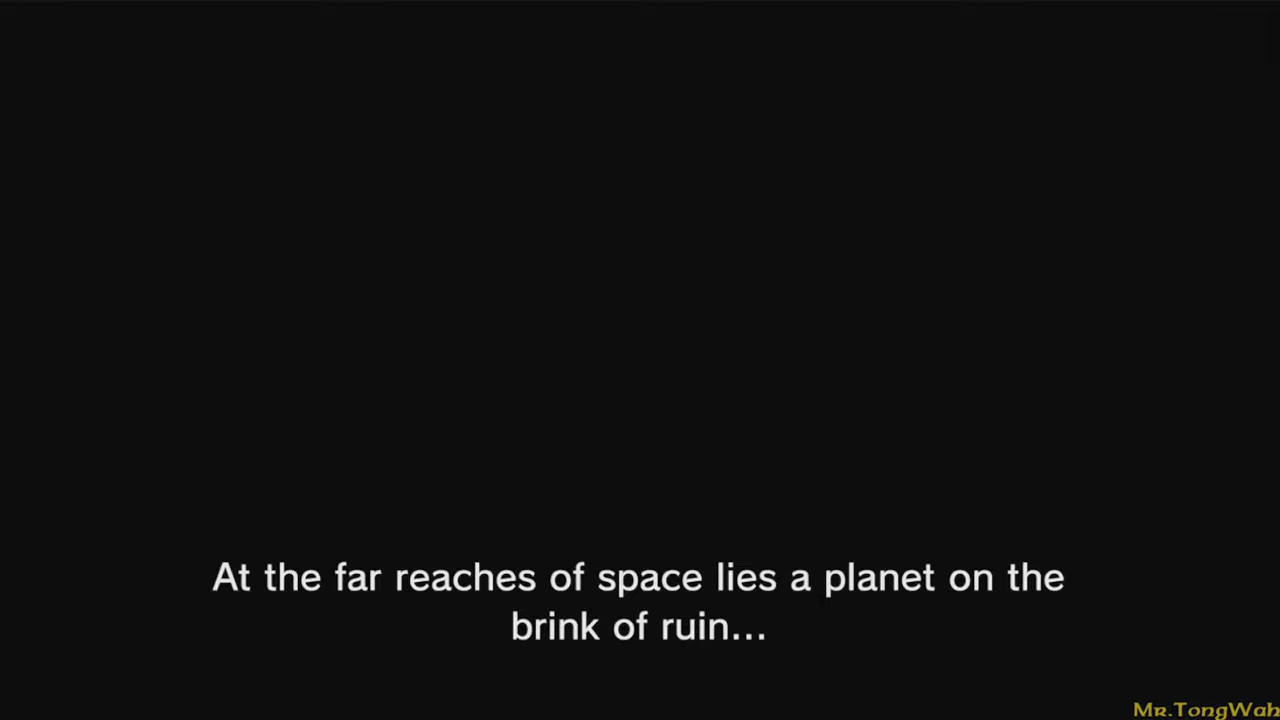 At the far reaches of space lies a planet on the
brink of ruin...
Mr.TongWah